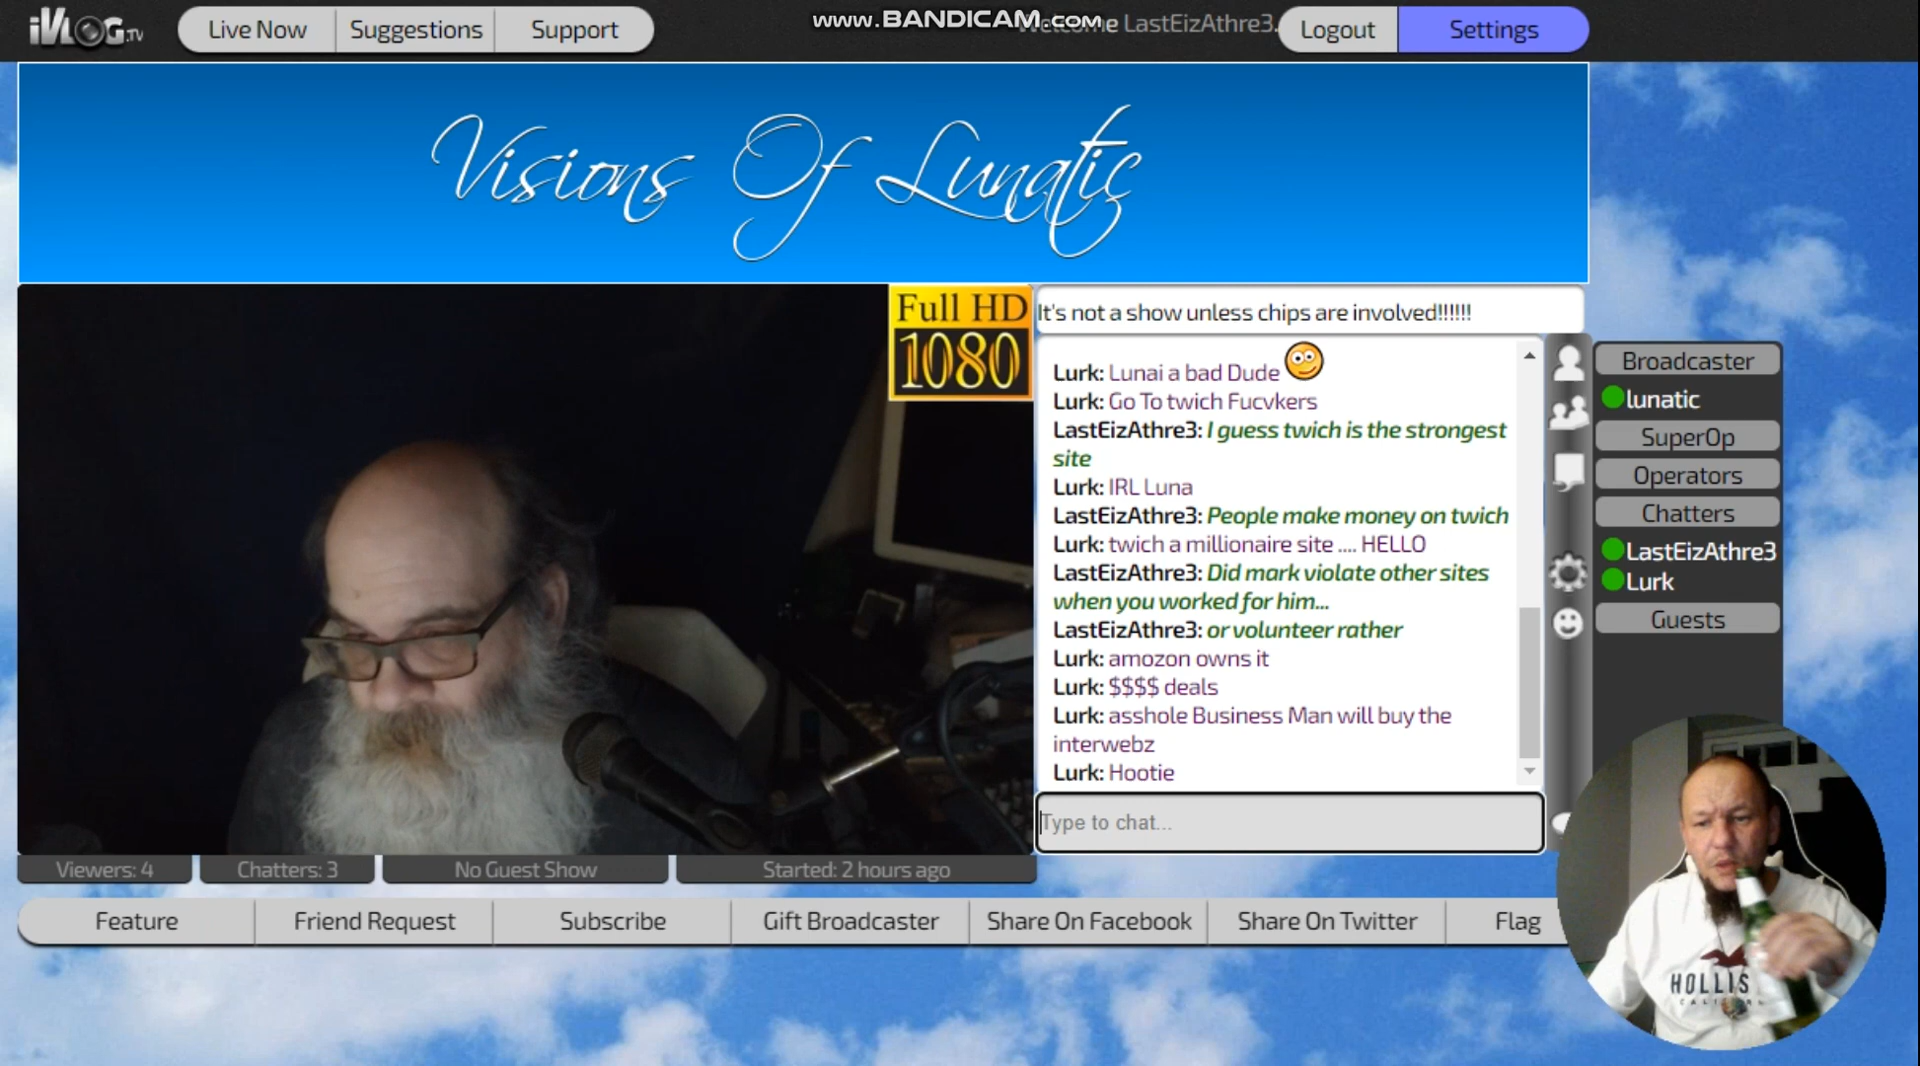 iVLOG.TV
Live Now
Suggestions
Support
www.BANDICAM.com
Welcome LastEizAthre3.
Logout
Settings
Visions Of Lunatic
Full HD
1080
It's not a show unless chips are involved!!!!!!
Lurk: Lunai a bad Dude
Lurk: Go To twich Fucvkers
LastEizAthre3: I guess twich is the strongest
site
Lurk: IRL Luna
LastEizAthre3: People make money on twich
Lurk: twich a millionaire site .... HELLO
LastEizAthre3: Did mark violate other sites
when you worked for him...
LastEizAthre3: or volunteer rather
Lurk: amozon owns it
Lurk: $$$$ deals
Lurk: asshole Business Man will buy the
interwebz
Lurk: Hootie
Type to chat...
Broadcaster
lunatic
SuperOp
Operators
Chatters
LastEizAthre3
Lurk
Guests
Viewers: 4
Chatters: 3
No Guest Show
Started: 2 hours ago
Feature
Friend Request
Subscribe
Gift Broadcaster
Share On Facebook
Share On Twitter
Flag
HOLLIS